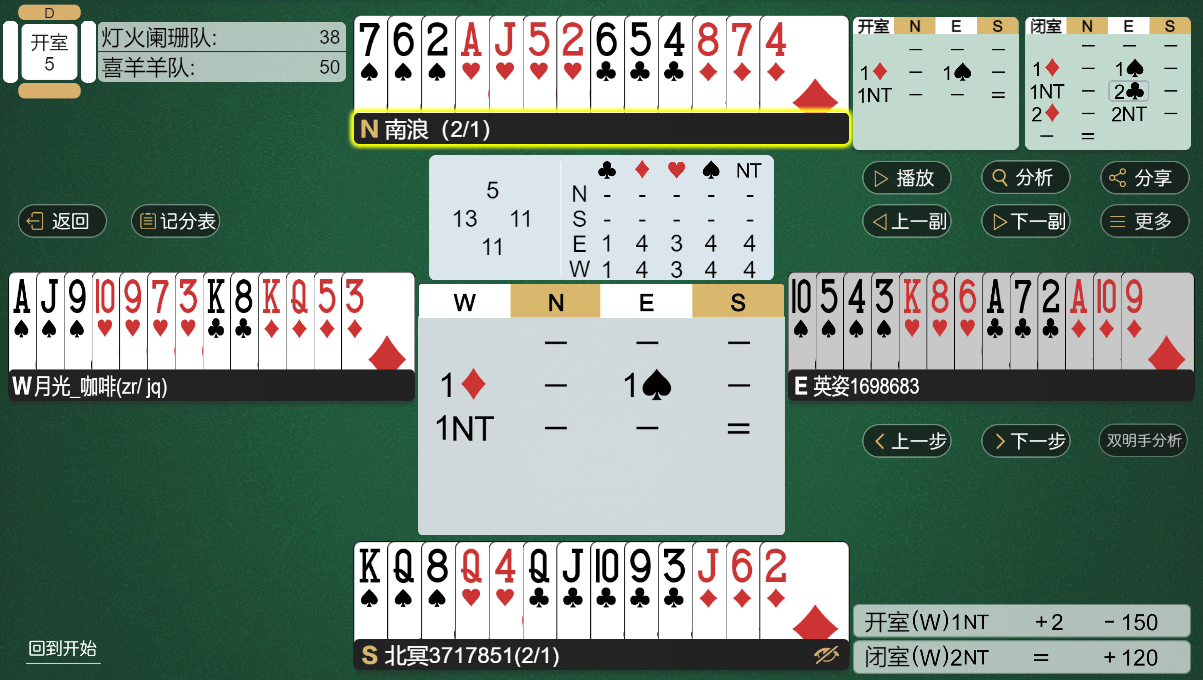 D
开室
5
灯火阑珊队: 38
喜羊羊队: 50
返回
记分表
7♠ 6♠ 2♠ A♥ J♥ 5♥ 2♥ 6♣ 5♣ 4♣ 8♦ 7♦ 4♦
N 南浪（2/1）
开室 N E S
— — —
1♦ — 1♠ —
1NT — — =
闭室 N E S
— — —
1♦ — 1♠ —
1NT — 2♣ —
2♦ — 2NT —
— =
播放
分析
分享
上一副
下一副
更多
5
13 11
11
♣ ♦ ♥ ♠ NT
N - - - - -
S - - - - -
E 1 4 3 4 4
W 1 4 3 4 4
A♠ J♠ 9♠ 10♥ 9♥ 7♥ 3♥ K♣ 8♣ K♦ Q♦ 5♦ 3♦
W 月光_咖啡(zr/ jq)
W N E S
— — —
1♦ — 1♠ —
1NT — — =
10♠ 5♠ 4♠ 3♠ K♥ 8♥ 6♥ A♣ 7♣ 2♣ A♦ 10♦ 9♦
E 英姿1698683
上一步
下一步
双明手分析
K♠ Q♠ 8♠ Q♥ 4♥ Q♣ J♣ 10♣ 9♣ 3♣ J♦ 6♦ 2♦
S 北冥3717851(2/1)
回到开始
开室(W)1NT +2 -150
闭室(W)2NT = +120